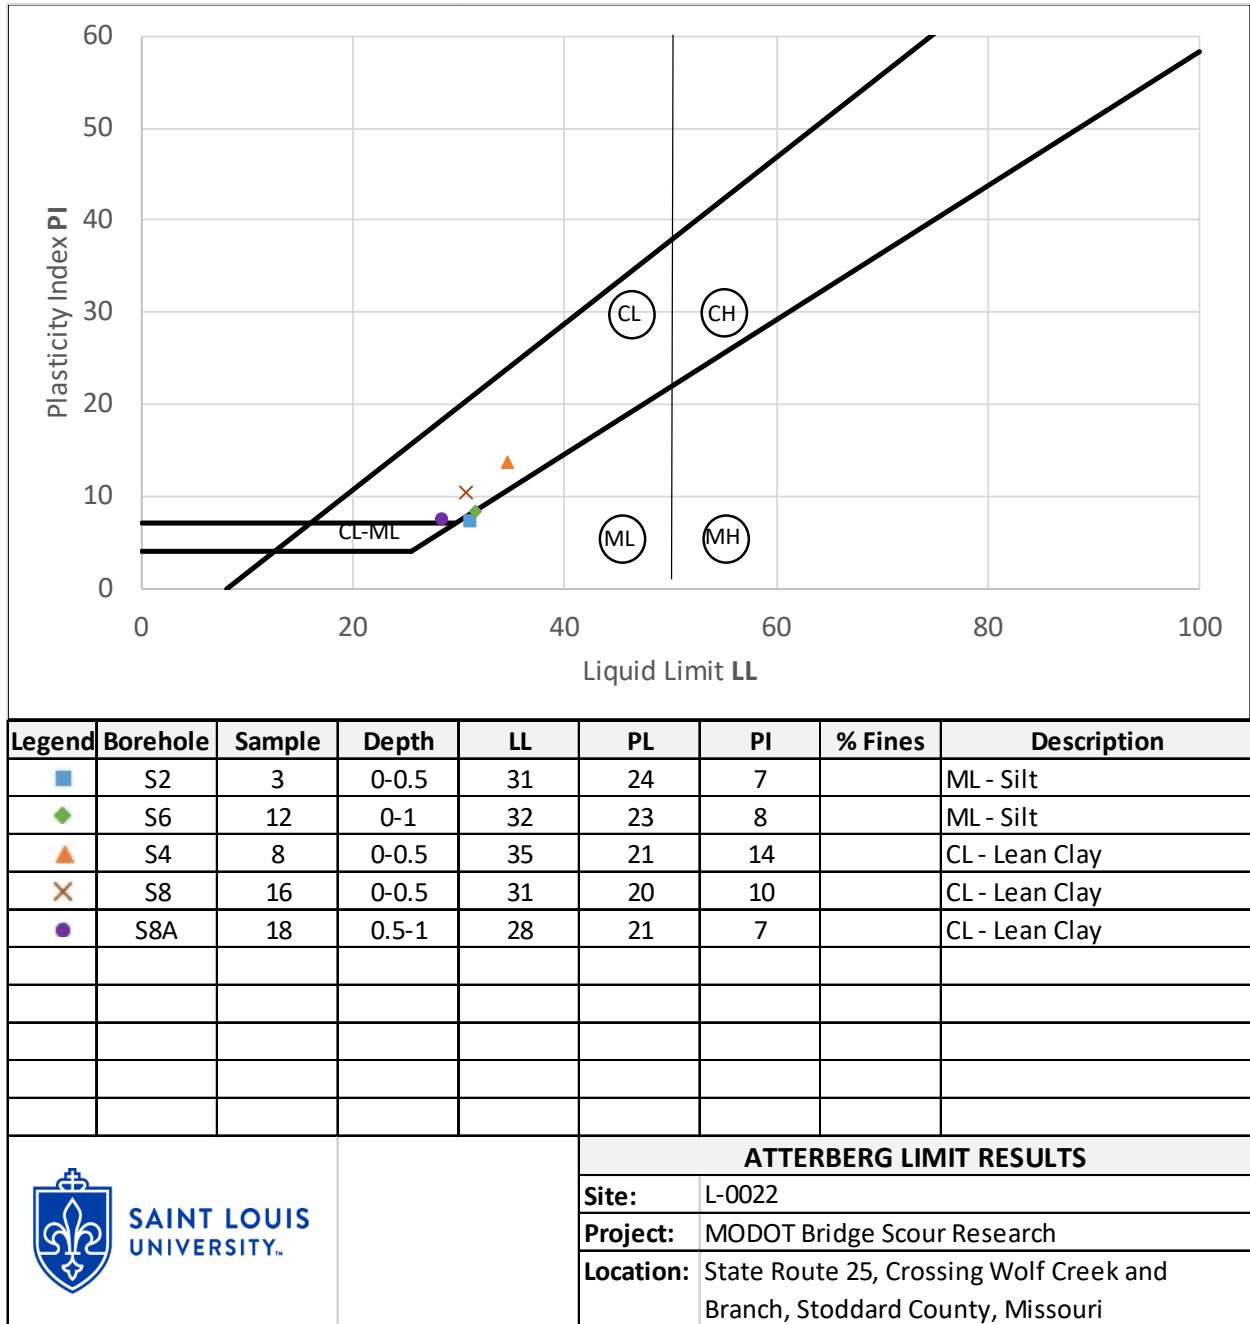 60
50
40
30
20
10
0
Plasticity Index PI
CL
CH
CL-ML
ML
MH
0 20 40 60 80 100
Liquid Limit LL
Legend Borehole Sample Depth LL PL PI % Fines Description
S2 3 0-0.5 31 24 7 ML - Silt
S6 12 0-1 32 23 8 ML - Silt
S4 8 0-0.5 35 21 14 CL - Lean Clay
S8 16 0-0.5 31 20 10 CL - Lean Clay
S8A 18 0.5-1 28 21 7 CL - Lean Clay
SAINT LOUIS
UNIVERSITY™
ATTERBERG LIMIT RESULTS
Site: L-0022
Project: MODOT Bridge Scour Research
Location: State Route 25, Crossing Wolf Creek and
Branch, Stoddard County, Missouri